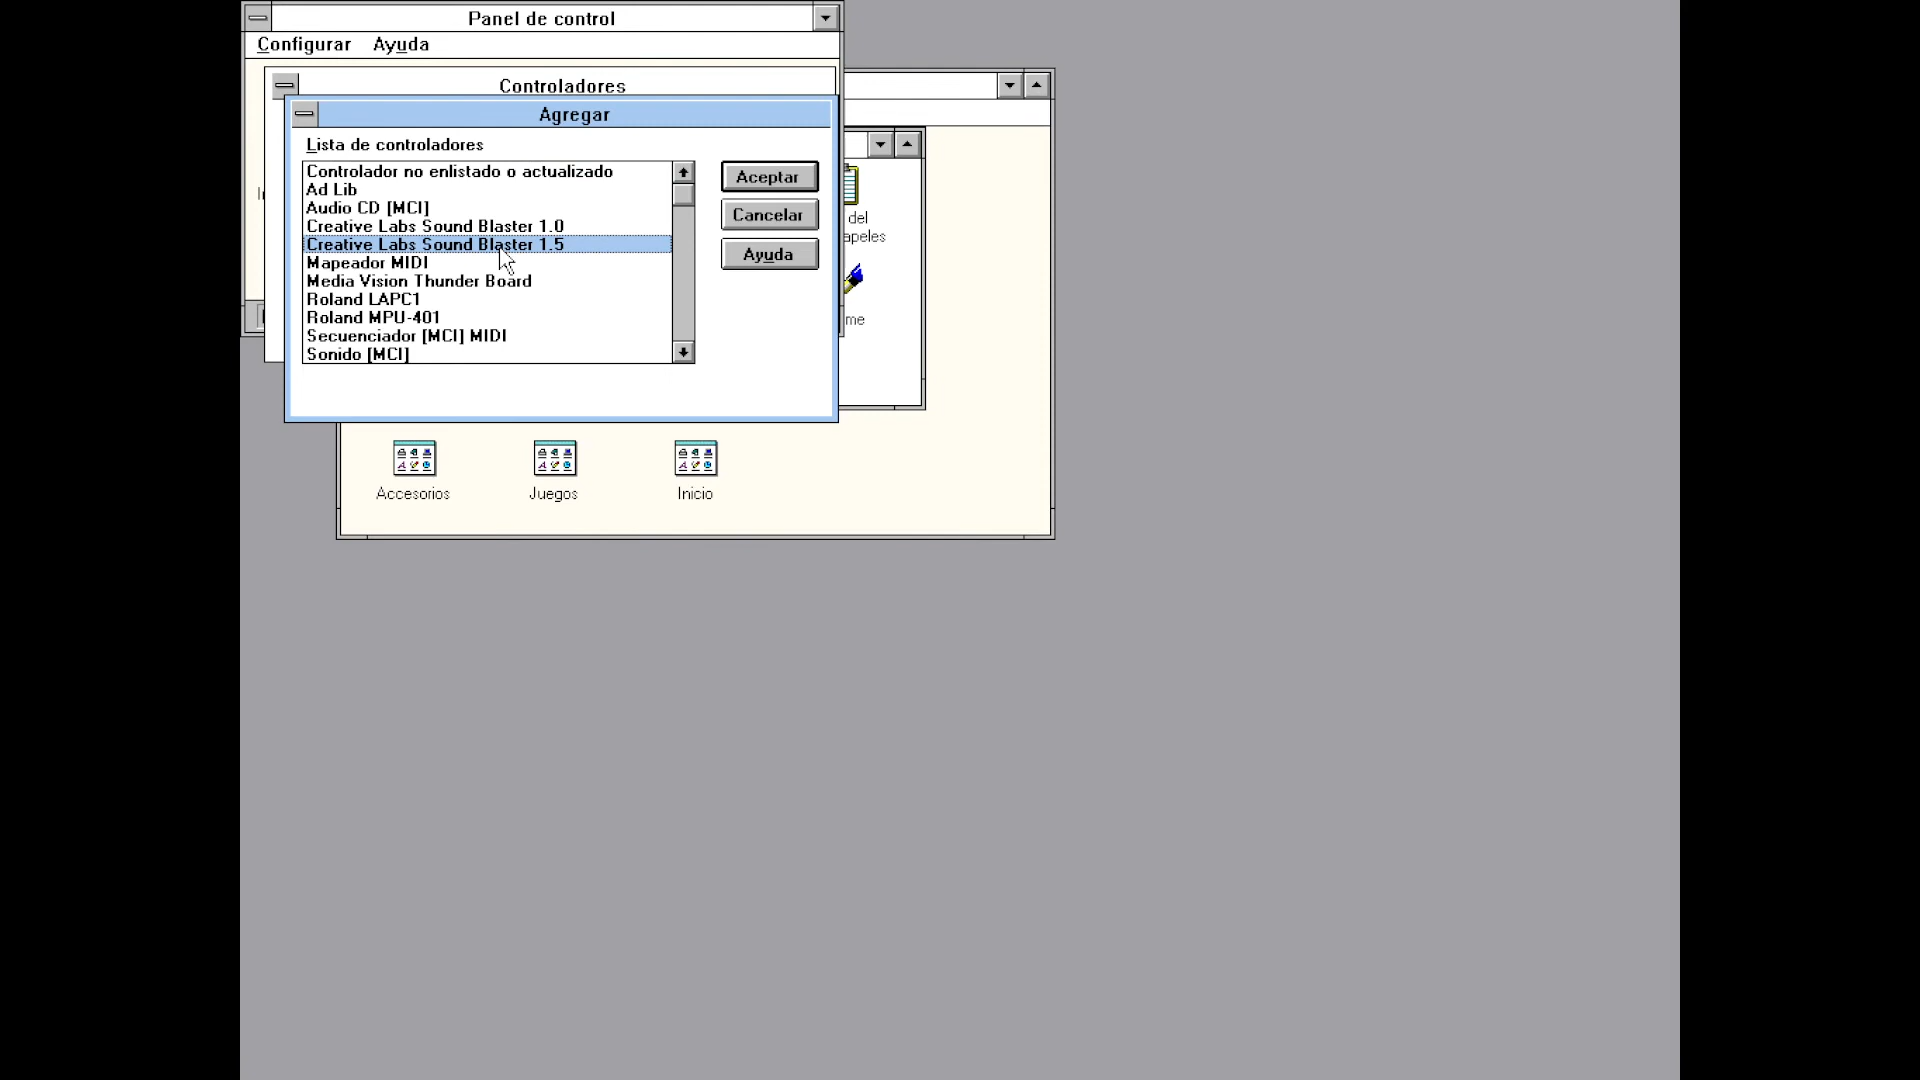 Panel de control
Configurar Ayuda
Controladores
Agregar
Lista de controladores
Controlador no enlistado o actualizado
Ad Lib
Audio CD [MCI]
Creative Labs Sound Blaster 1.0
Creative Labs Sound Blaster 1.5
Mapeador MIDI
Media Vision Thunder Board
Roland LAPC1
Roland MPU-401
Secuenciador [MCI] MIDI
Sonido [MCI]
Aceptar
Cancelar
Ayuda
del
apeles
me
Accesorios
Juegos
Inicio